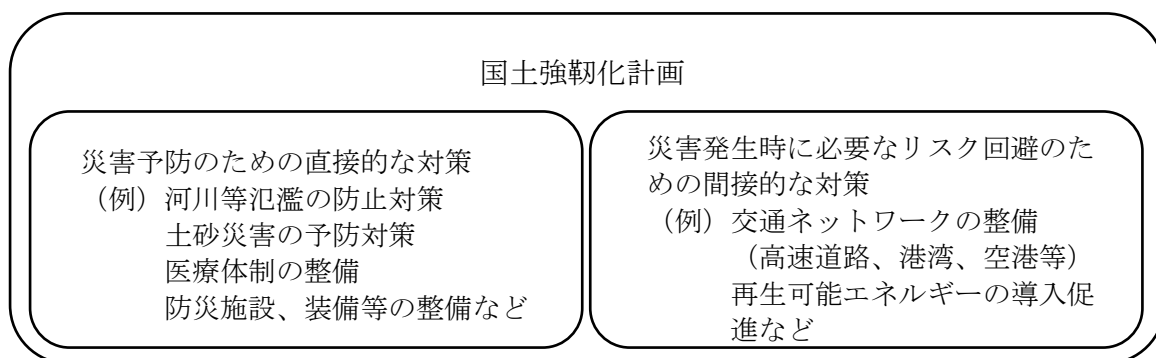 国土強靭化計画
災害予防のための直接的な対策
（例）河川等氾濫の防止対策
土砂災害の予防対策
医療体制の整備
防災施設、装備等の整備など
災害発生時に必要なリスク回避のた
めの間接的な対策
（例）交通ネットワークの整備
（高速道路、港湾、空港等）
再生可能エネルギーの導入促
進など